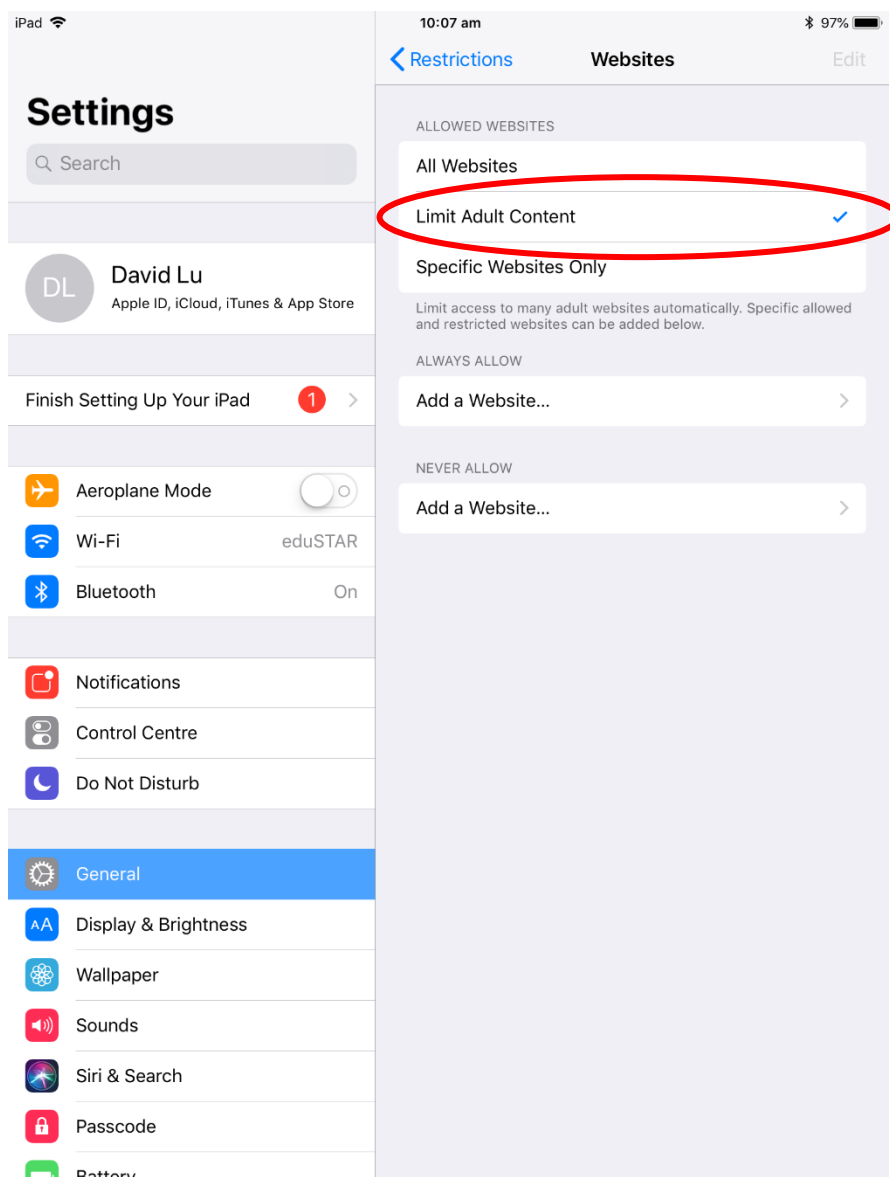 iPad
10:07 am
97%
Restrictions
Websites
Edit
Settings
Search
DL
David Lu
Apple ID, iCloud, iTunes & App Store
Finish Setting Up Your iPad
1
Aeroplane Mode
Wi-Fi
eduSTAR
Bluetooth
On
Notifications
Control Centre
Do Not Disturb
General
AA
Display & Brightness
Wallpaper
Sounds
Siri & Search
Passcode
Battery
ALLOWED WEBSITES
All Websites
Limit Adult Content
Specific Websites Only
Limit access to many adult websites automatically. Specific allowed
and restricted websites can be added below.
ALWAYS ALLOW
Add a Website...
NEVER ALLOW
Add a Website...